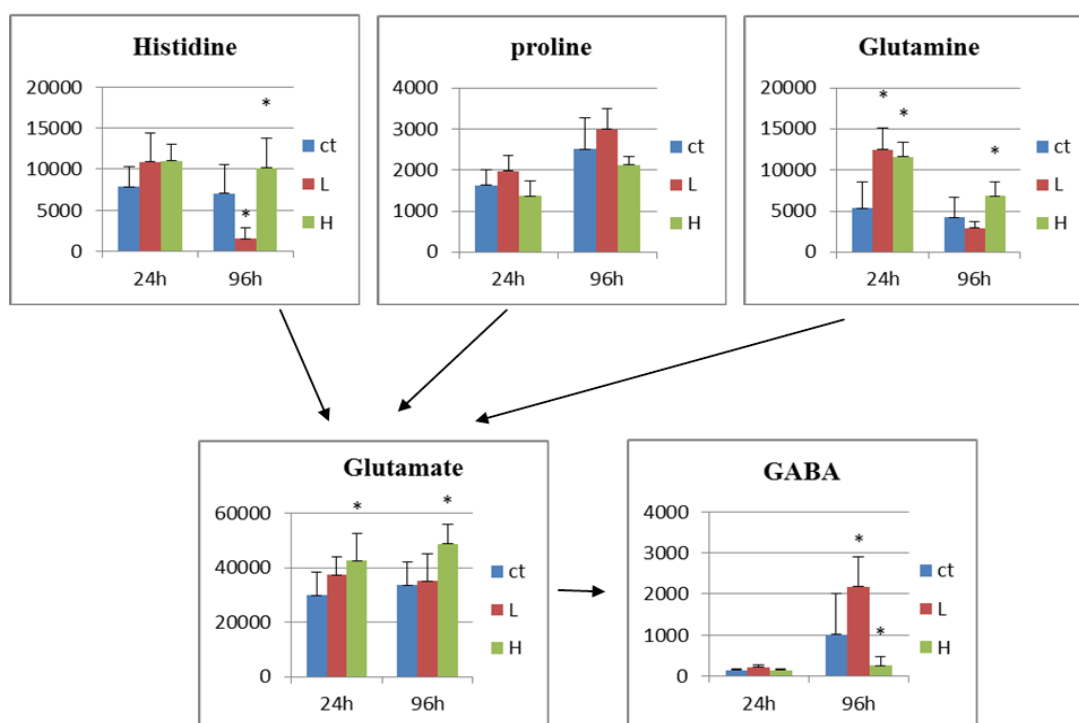 Histidine
20000
15000
10000
5000
0
*
*
24h
96h
ct
L
H
proline
4000
3000
2000
1000
0
24h
96h
ct
L
H
Glutamine
20000
15000
10000
5000
0
*
*
*
24h
96h
ct
L
H
Glutamate
60000
40000
20000
0
*
*
24h
96h
ct
L
H
GABA
4000
3000
2000
1000
0
*
*
24h
96h
ct
L
H